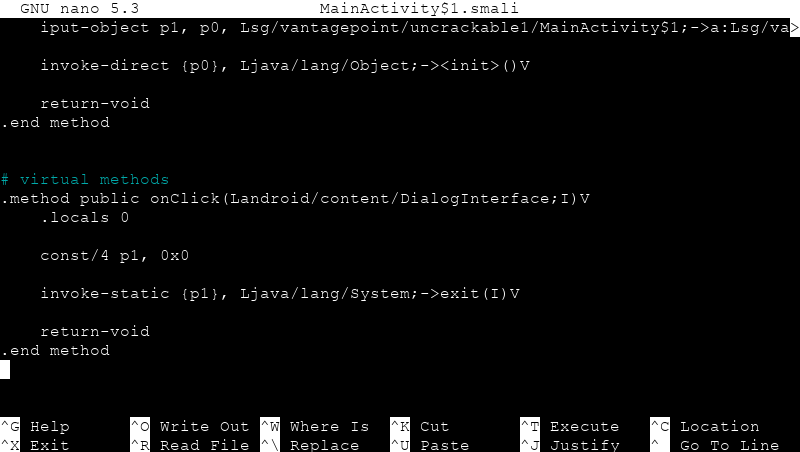 GNU nano 5.3 MainActivity$1.smali
iput-object p1, p0, Lsg/vantagepoint/uncrackable1/MainActivity$1;->a:Lsg/va>
invoke-direct {p0}, Ljava/lang/Object;-><init>()V
return-void
.end method
# virtual methods
.method public onClick(Landroid/content/DialogInterface;I)V
.locals 0
const/4 p1, 0x0
invoke-static {p1}, Ljava/lang/System;->exit(I)V
return-void
.end method
^G Help ^O Write Out ^W Where Is ^K Cut ^T Execute ^C Location
^X Exit ^R Read File ^\ Replace ^U Paste ^J Justify ^_ Go To Line